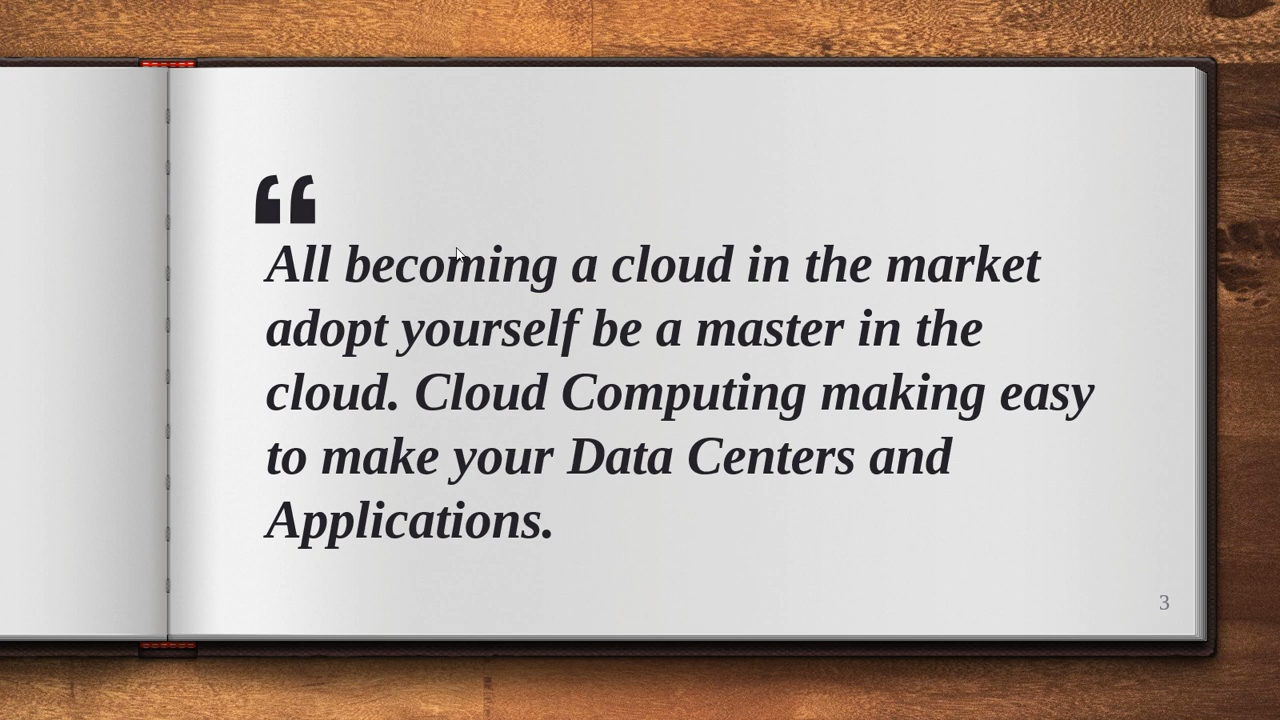 “
All becoming a cloud in the market
adopt yourself be a master in the
cloud. Cloud Computing making easy
to make your Data Centers and
Applications.
3